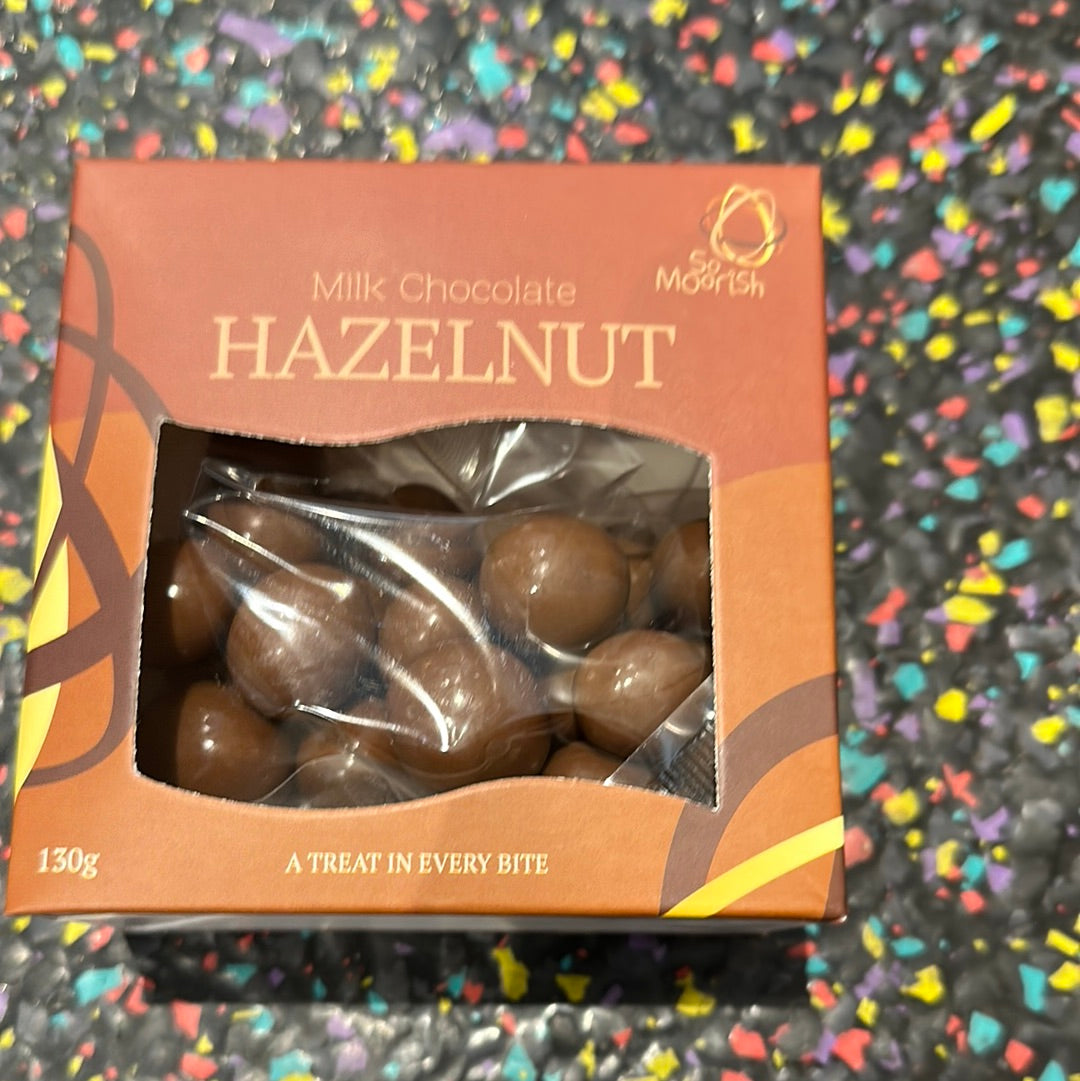 So
Moorish
Milk Chocolate
HAZELNUT
130g
A TREAT IN EVERY BITE